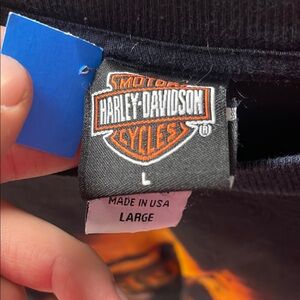 MOTOR
HARLEY-DAVIDSON
CYCLES
®
L
MADE IN USA
LARGE